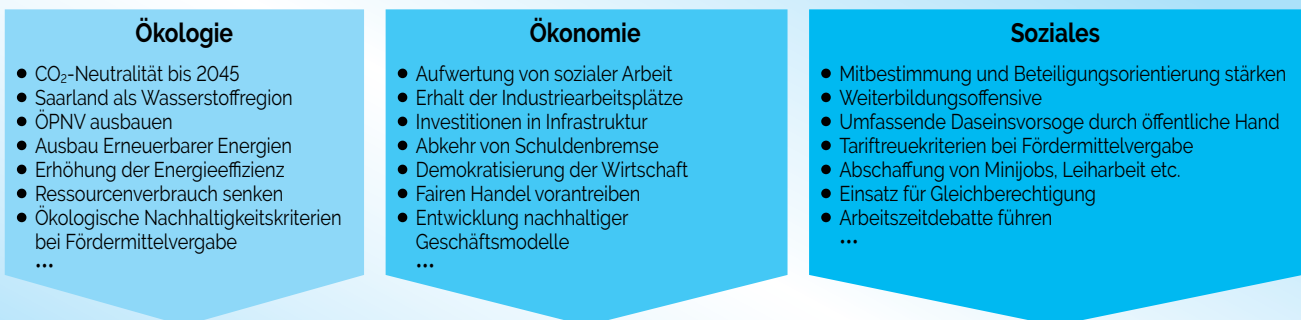 Ökologie
● CO₂-Neutralität bis 2045
● Saarland als Wasserstoffregion
● ÖPNV ausbauen
● Ausbau Erneuerbarer Energien
● Erhöhung der Energieeffizienz
● Ressourcenverbrauch senken
● Ökologische Nachhaltigkeitskriterien
bei Fördermittelvergabe
...
Ökonomie
● Aufwertung von sozialer Arbeit
● Erhalt der Industriearbeitsplätze
● Investitionen in Infrastruktur
● Abkehr von Schuldenbremse
● Demokratisierung der Wirtschaft
● Fairen Handel vorantreiben
● Entwicklung nachhaltiger
Geschäftsmodelle
...
Soziales
● Mitbestimmung und Beteiligungsorientierung stärken
● Weiterbildungsoffensive
● Umfassende Daseinsvorsoge durch öffentliche Hand
● Tariftreuekriterien bei Fördermittelvergabe
● Abschaffung von Minijobs, Leiharbeit etc.
● Einsatz für Gleichberechtigung
● Arbeitszeitdebatte führen
...